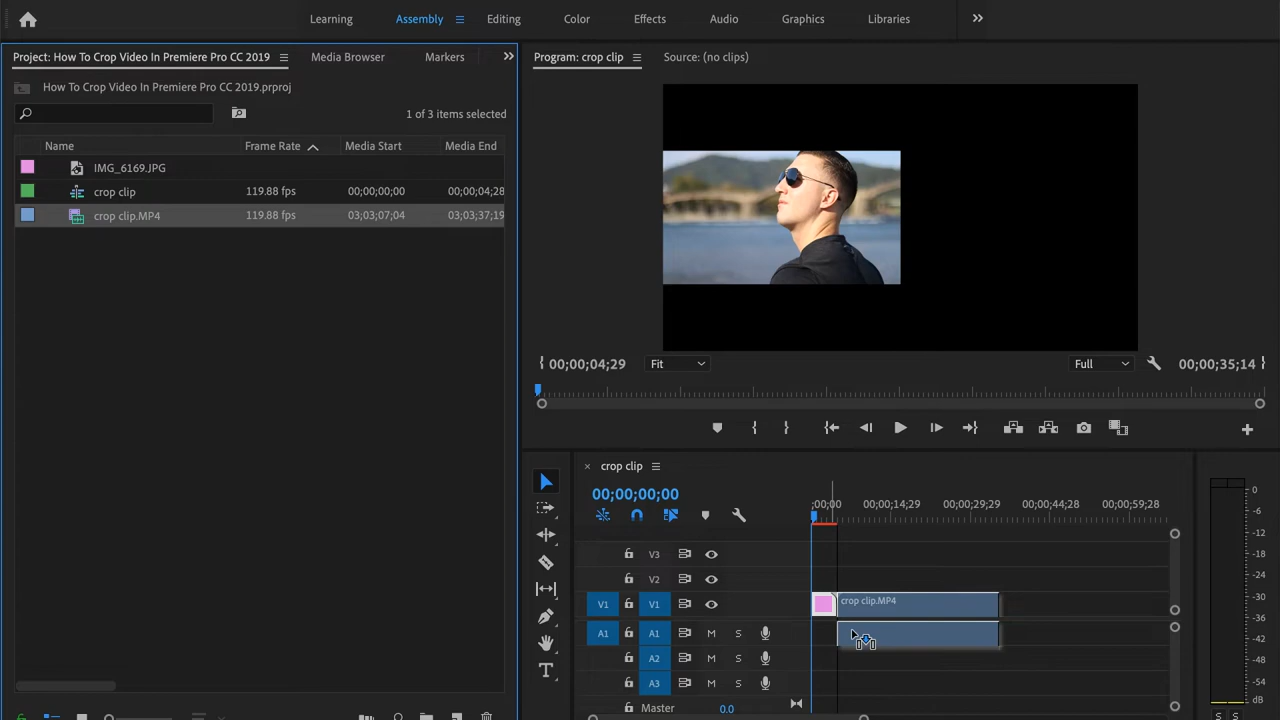 Learning Assembly Editing Color Effects Audio Graphics Libraries
Project: How To Crop Video In Premiere Pro CC 2019 Media Browser Markers
How To Crop Video In Premiere Pro CC 2019.prproj
1 of 3 items selected
Name Frame Rate Media Start Media End
IMG_6169.JPG
crop clip 119.88 fps 00;00;00;00 00;00;04;28
crop clip.MP4 119.88 fps 03;03;07;04 03;03;37;19
Program: crop clip Source: (no clips)
00;00;04;29 Fit Full 00;00;35;14
crop clip
00;00;00;00
;00;00 00;00;14;29 00;00;29;29 00;00;44;28 00;00;59;28
V3
V2
V1 V1 crop clip.MP4
A1 A1 M S
A2 M S
A3 M S
Master 0.0
0
-6
-12
-18
-24
-30
-36
-42
-48
-54
dB
S S